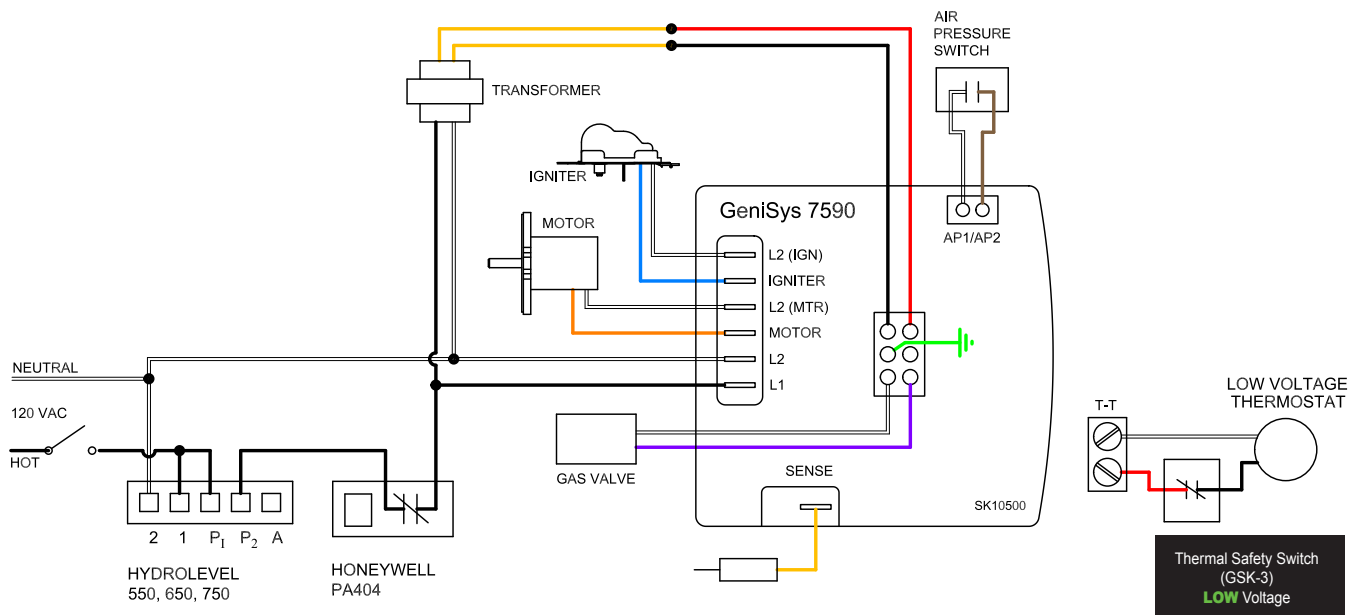 AIR
PRESSURE
SWITCH
TRANSFORMER
IGNITER
GeniSys 7590
MOTOR
AP1/AP2
L2 (IGN)
IGNITER
L2 (MTR)
MOTOR
L2
L1
NEUTRAL
120 VAC
HOT
LOW VOLTAGE
THERMOSTAT
T-T
GAS VALVE
SENSE
SK10500
2 1 P1 P2 A
HYDROLEVEL
550, 650, 750
HONEYWELL
PA404
Thermal Safety Switch
(GSK-3)
LOW Voltage